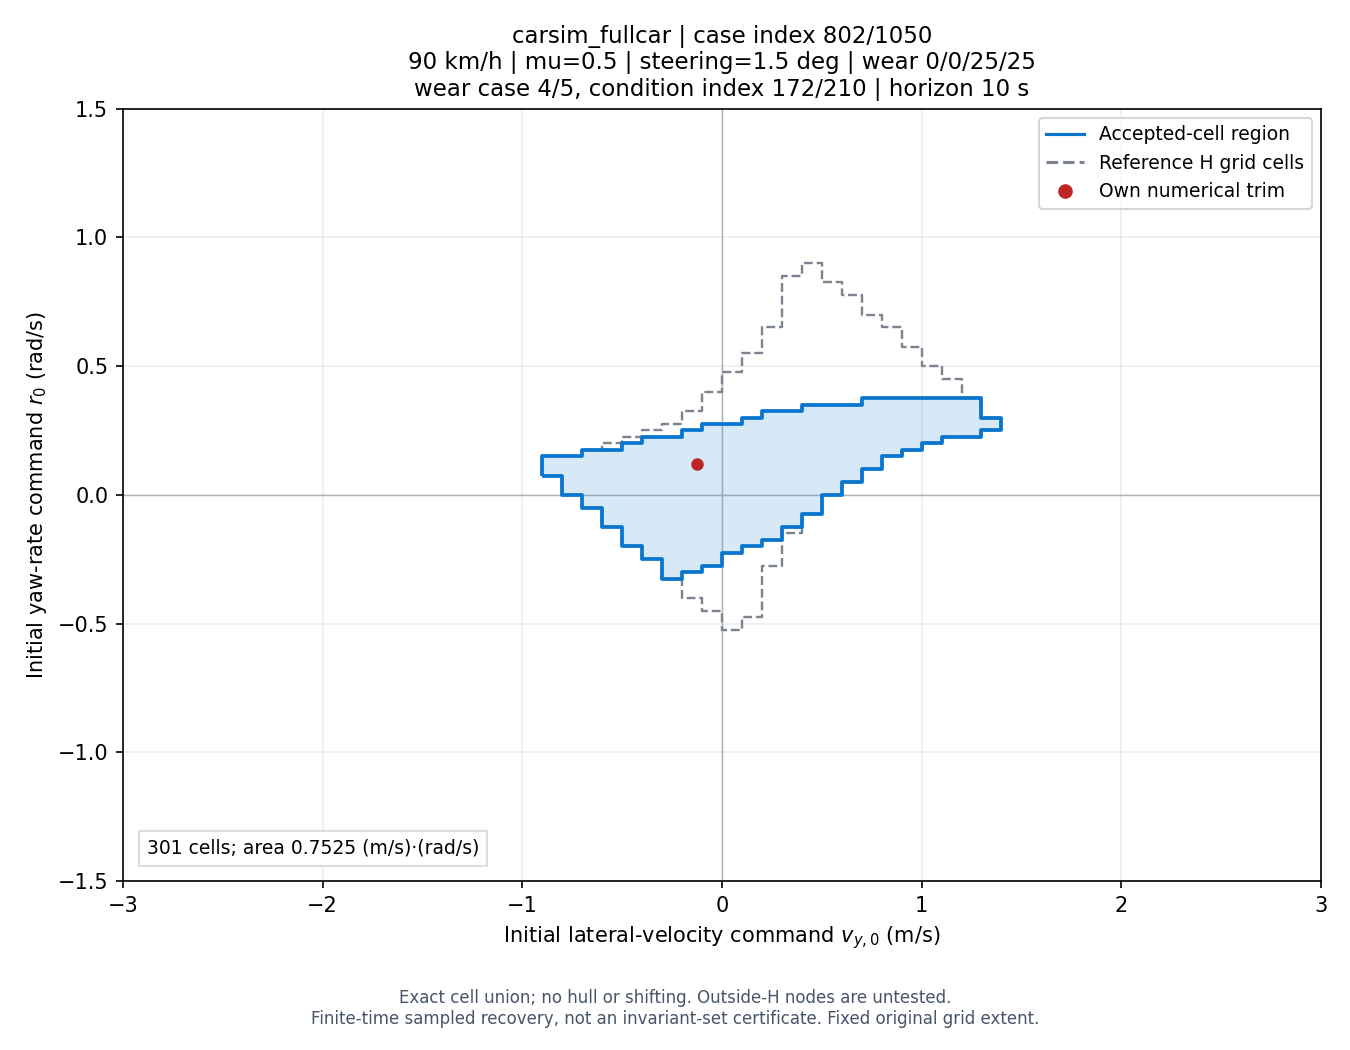 carsim_fullcar | case index 802/1050
90 km/h | mu=0.5 | steering=1.5 deg | wear 0/0/25/25
wear case 4/5, condition index 172/210 | horizon 10 s
Accepted-cell region
Reference H grid cells
Own numerical trim
1.5
1.0
0.5
0.0
−0.5
−1.0
−1.5
Initial yaw-rate command r₀ (rad/s)
301 cells; area 0.7525 (m/s)·(rad/s)
−3
−2
−1
0
1
2
3
Initial lateral-velocity command v_{y,0} (m/s)
Exact cell union; no hull or shifting. Outside-H nodes are untested.
Finite-time sampled recovery, not an invariant-set certificate. Fixed original grid extent.